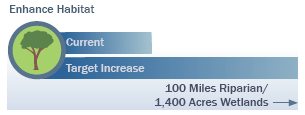 Enhance Habitat
Current
Target Increase
100 Miles Riparian/
1,400 Acres Wetlands